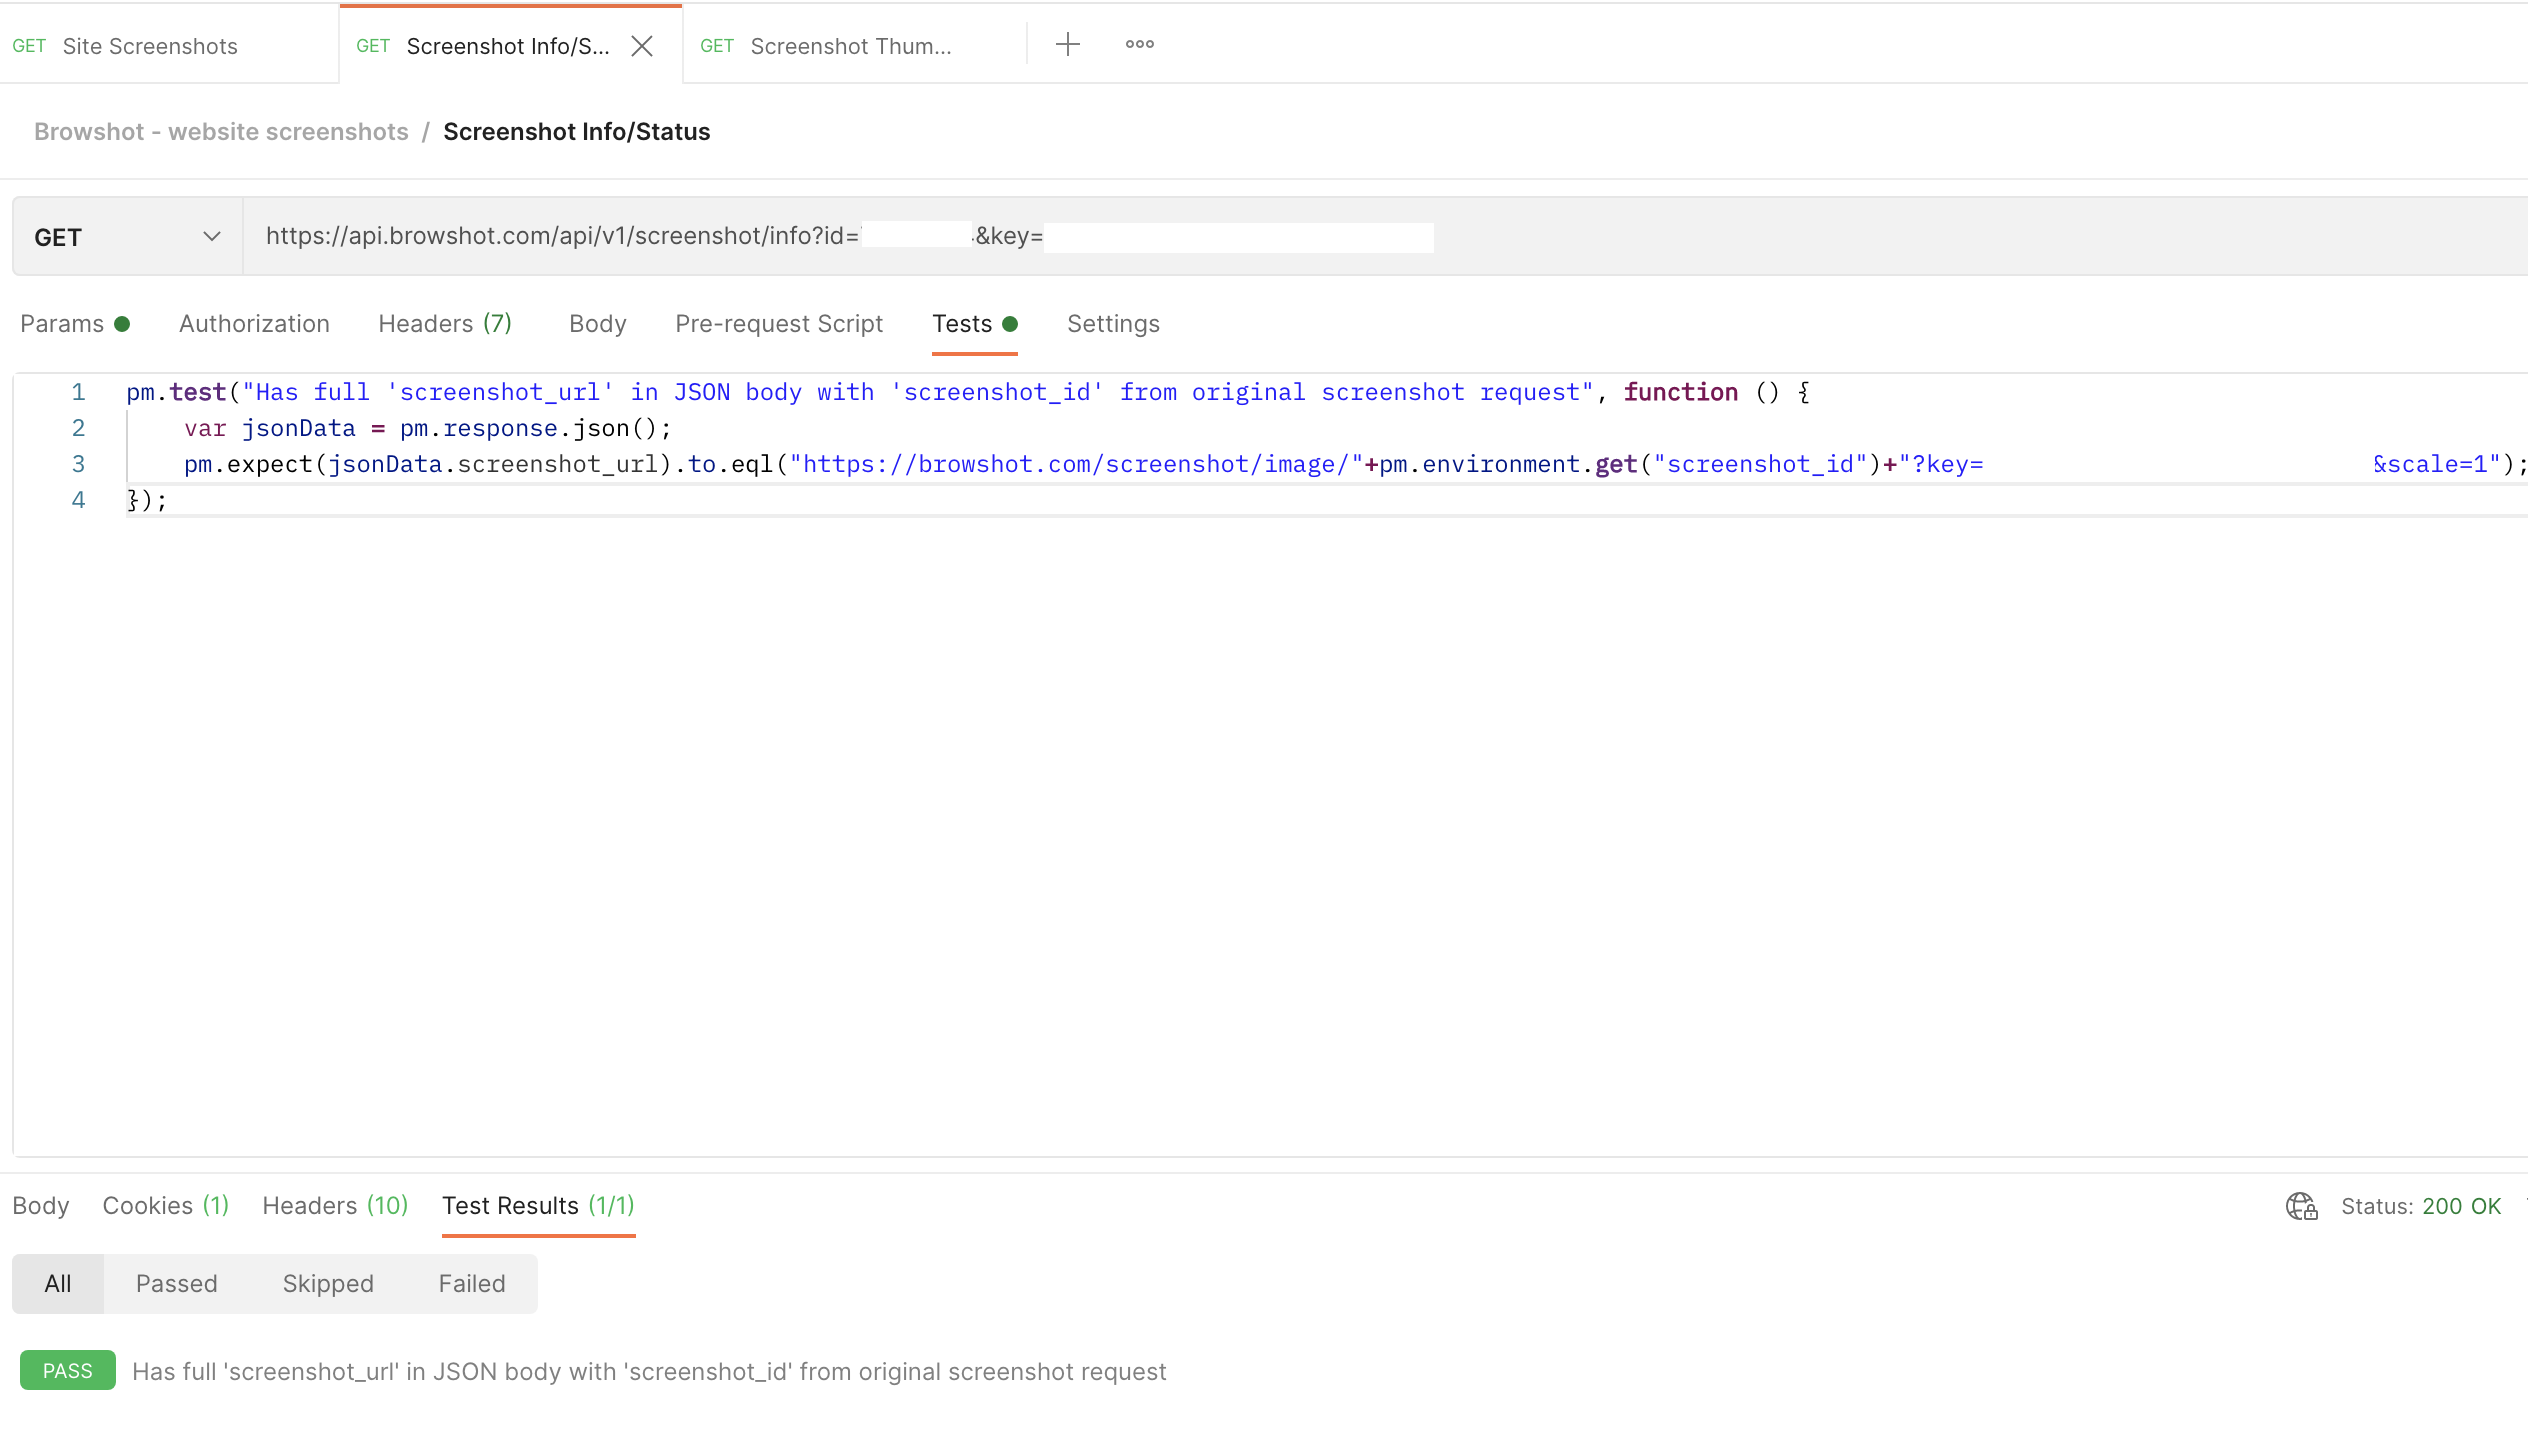 GET Site Screenshots GET Screenshot Info/S... GET Screenshot Thum...
Browshot - website screenshots / Screenshot Info/Status
GET https://api.browshot.com/api/v1/screenshot/info?id= &key=
Params Authorization Headers (7) Body Pre-request Script Tests Settings
1 pm.test("Has full 'screenshot_url' in JSON body with 'screenshot_id' from original screenshot request", function () {
2 var jsonData = pm.response.json();
3 pm.expect(jsonData.screenshot_url).to.eql("https://browshot.com/screenshot/image/"+pm.environment.get("screenshot_id")+"?key= &scale=1");
4 });
Body Cookies (1) Headers (10) Test Results (1/1) Status: 200 OK
All Passed Skipped Failed
PASS Has full 'screenshot_url' in JSON body with 'screenshot_id' from original screenshot request